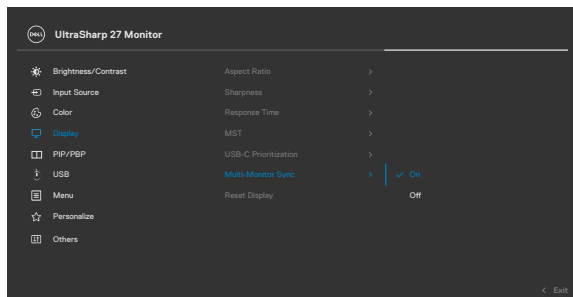 DELL UltraSharp 27 Monitor
Brightness/Contrast Aspect Ratio >
Input Source Sharpness >
Color Response Time >
Display MST >
PIP/PBP USB-C Prioritization >
USB Multi-Monitor Sync > ✓ On
Menu Reset Display Off
Personalize
Others
< Exit